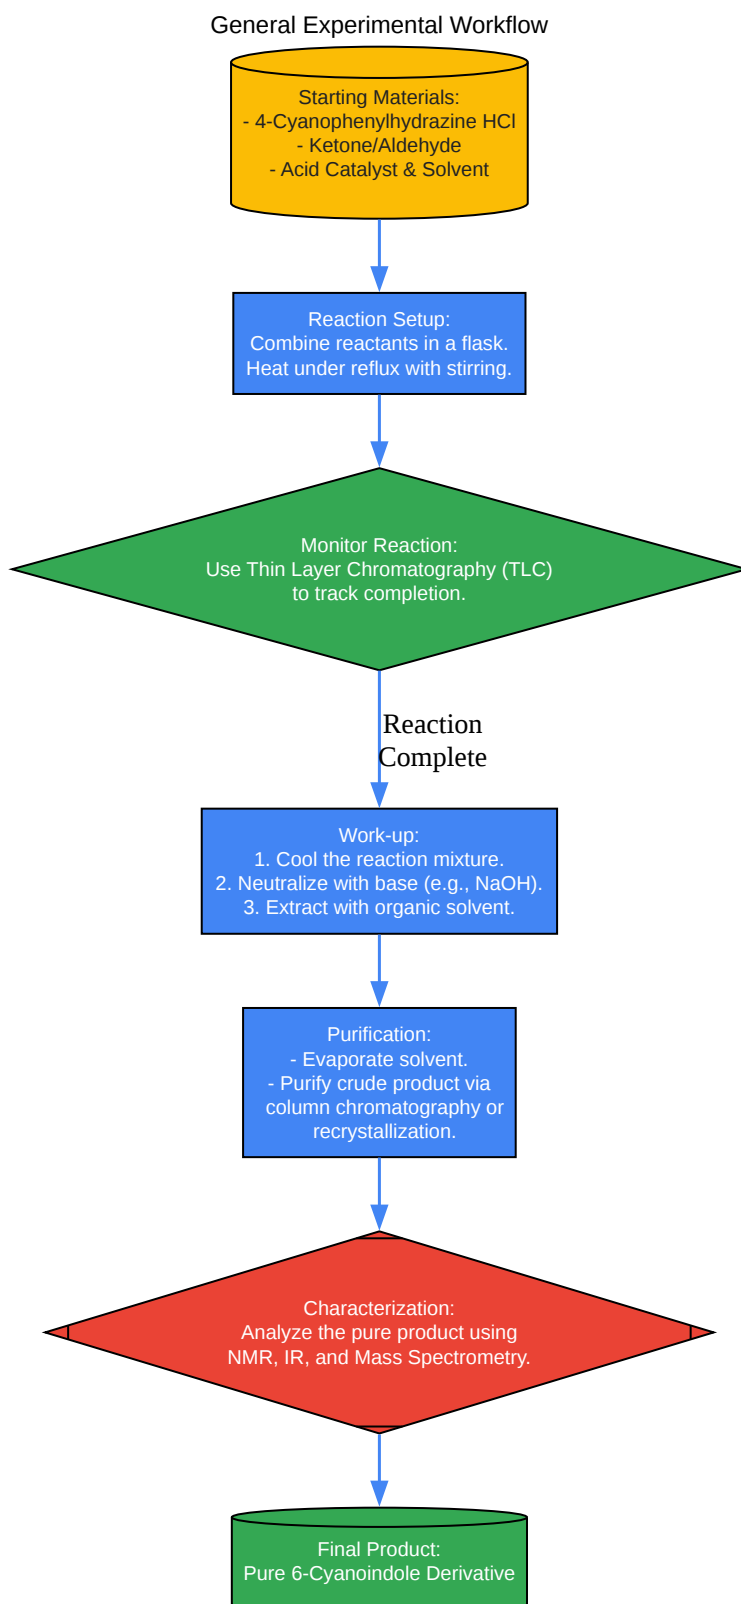 General Experimental Workflow
Starting Materials:
- 4-Cyanophenylhydrazine HCl
- Ketone/Aldehyde
- Acid Catalyst & Solvent
Reaction Setup:
Combine reactants in a flask.
Heat under reflux with stirring.
Monitor Reaction:
Use Thin Layer Chromatography (TLC)
to track completion.
Reaction
Complete
Work-up:
1. Cool the reaction mixture.
2. Neutralize with base (e.g., NaOH).
3. Extract with organic solvent.
Purification:
- Evaporate solvent.
- Purify crude product via
column chromatography or
recrystallization.
Characterization:
Analyze the pure product using
NMR, IR, and Mass Spectrometry.
Final Product:
Pure 6-Cyanoindole Derivative